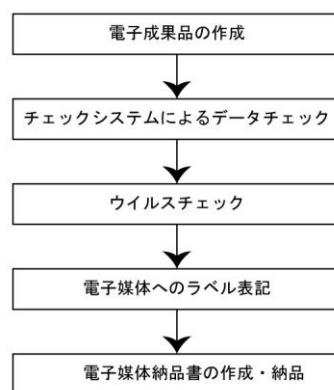 電子成果品の作成
チェックシステムによるデータチェック
ウイルスチェック
電子媒体へのラベル表記
電子媒体納品書の作成・納品